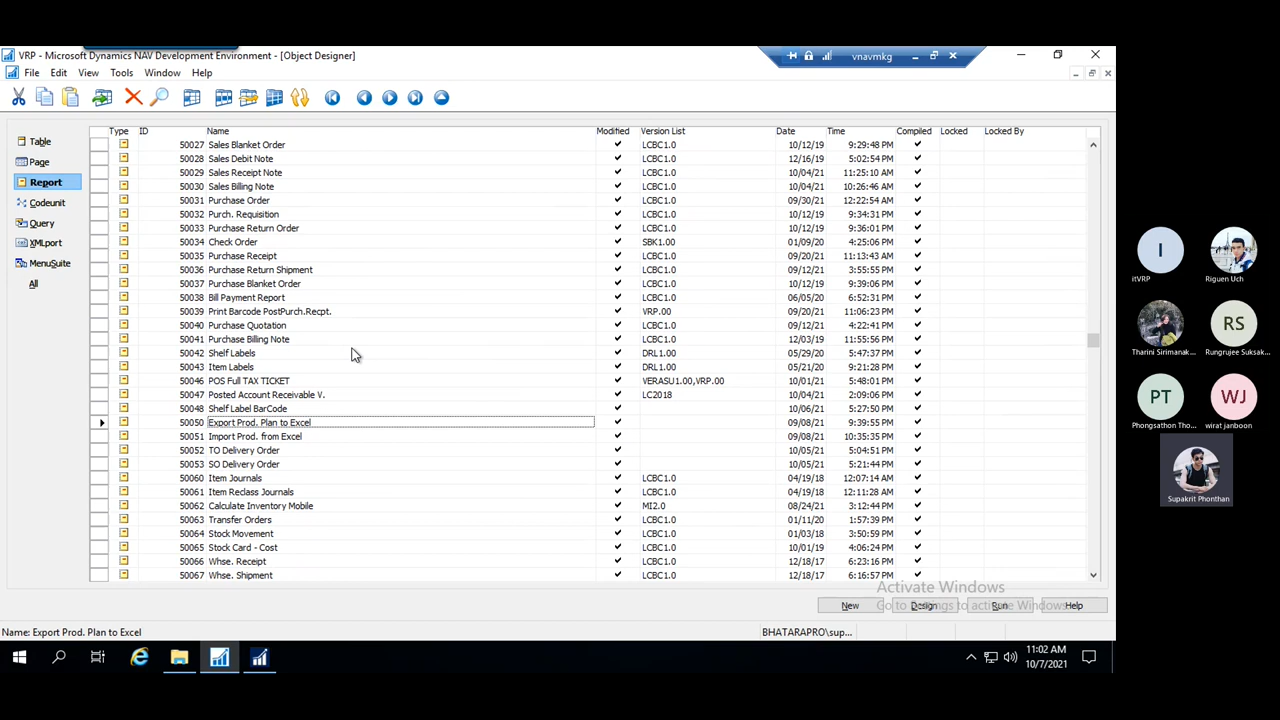 VRP - Microsoft Dynamics NAV Development Environment - [Object Designer]
vnavmkg
File Edit View Tools Window Help
Type ID Name Modified Version List Date Time Compiled Locked Locked By
Table
Page
Report
Codeunit
Query
XMLport
MenuSuite
All
50027 Sales Blanket Order LCBC1.0 10/12/19 9:29:48 PM
50028 Sales Debit Note LCBC1.0 12/16/19 5:02:54 PM
50029 Sales Receipt Note LCBC1.0 10/04/21 11:25:10 AM
50030 Sales Billing Note LCBC1.0 10/04/21 10:26:46 AM
50031 Purchase Order LCBC1.0 09/30/21 12:22:54 AM
50032 Purch. Requisition LCBC1.0 10/12/19 9:34:31 PM
50033 Purchase Return Order LCBC1.0 10/12/19 9:36:01 PM
50034 Check Order SBK1.00 01/09/20 4:25:06 PM
50035 Purchase Receipt LCBC1.0 09/20/21 11:13:43 AM
50036 Purchase Return Shipment LCBC1.0 09/12/21 3:55:55 PM
50037 Purchase Blanket Order LCBC1.0 10/12/19 9:39:06 PM
50038 Bill Payment Report LCBC1.0 06/05/20 6:52:31 PM
50039 Print Barcode PostPurch.Recpt. VRP.00 09/20/21 11:06:23 PM
50040 Purchase Quotation LCBC1.0 09/12/21 4:22:41 PM
50041 Purchase Billing Note LCBC1.0 12/03/19 11:55:56 PM
50042 Shelf Labels DRL1.00 05/29/20 5:47:37 PM
50043 Item Labels DRL1.00 05/21/20 9:21:28 PM
50046 POS Full TAX TICKET VERASU1.00,VRP.00 10/01/21 5:48:01 PM
50047 Posted Account Receivable V. LC2018 10/04/21 2:09:06 PM
50048 Shelf Label BarCode 10/06/21 5:27:50 PM
50050 Export Prod. Plan to Excel 09/08/21 9:39:55 PM
50051 Import Prod. from Excel 09/08/21 10:35:35 PM
50052 TO Delivery Order 10/05/21 5:04:51 PM
50053 SO Delivery Order 10/05/21 5:21:44 PM
50060 Item Journals LCBC1.0 04/19/18 12:07:14 AM
50061 Item Reclass Journals LCBC1.0 04/19/18 12:11:28 AM
50062 Calculate Inventory Mobile MI2.0 08/24/21 3:12:44 PM
50063 Transfer Orders LCBC1.0 01/11/20 1:57:39 PM
50064 Stock Movement LCBC1.0 01/03/18 3:50:59 PM
50065 Stock Card - Cost LCBC1.0 10/01/19 4:06:24 PM
50066 Whse. Receipt LCBC1.0 12/18/17 6:23:16 PM
50067 Whse. Shipment LCBC1.0 12/18/17 6:16:57 PM
Activate Windows
Go to Settings to activate Windows.
New Design Run Help
Name: Export Prod. Plan to Excel BHATARAPRO\sup...
11:02 AM
10/7/2021
I
itVRP
Riguen Uch
RS
Tharini Sirimanak...
Rungrujee Suksak...
PT
WJ
Phongsathon Tho...
wirat janboon
Supakrit Phonthan